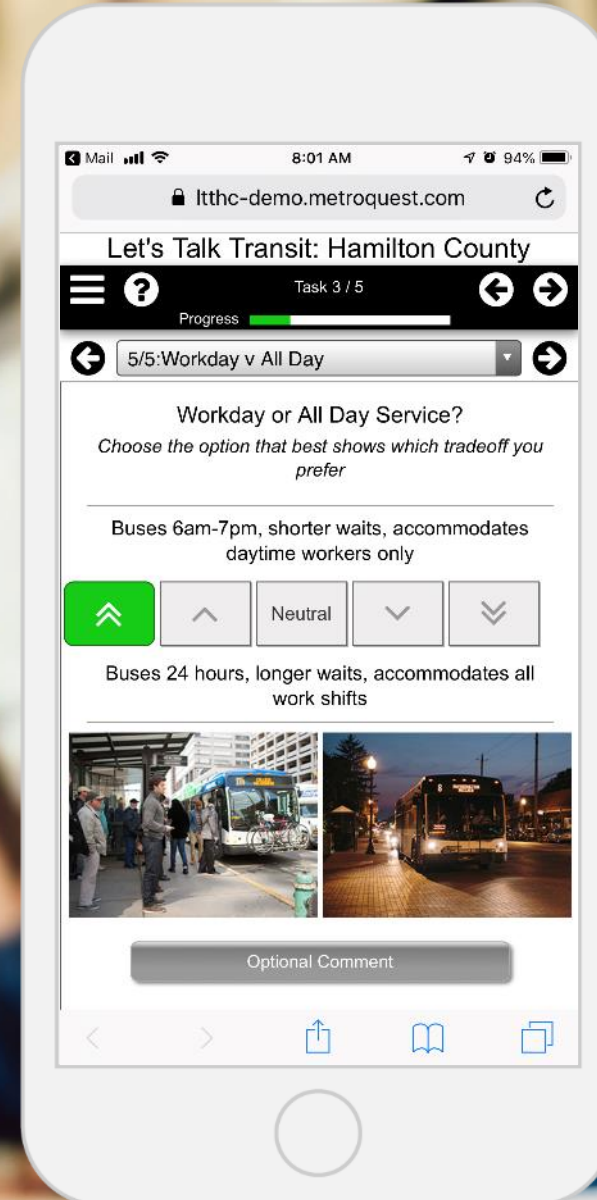 Mail 8:01 AM 94%
ltthc-demo.metroquest.com
Let's Talk Transit: Hamilton County
Task 3 / 5
Progress
5/5:Workday v All Day
Workday or All Day Service?
Choose the option that best shows which tradeoff you
prefer
Buses 6am-7pm, shorter waits, accommodates
daytime workers only
Neutral
Buses 24 hours, longer waits, accommodates all
work shifts
Optional Comment